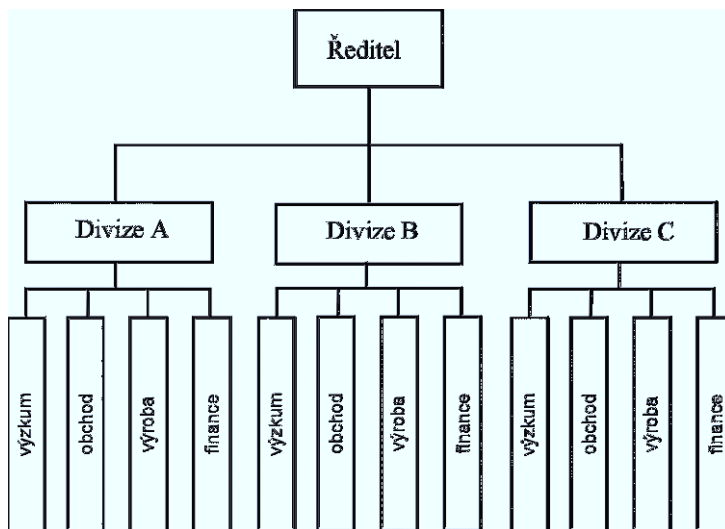 Ředitel
Divize A
Divize B
Divize C
výzkum
obchod
výroba
finance
výzkum
obchod
výroba
finance
výzkum
obchod
výroba
finance